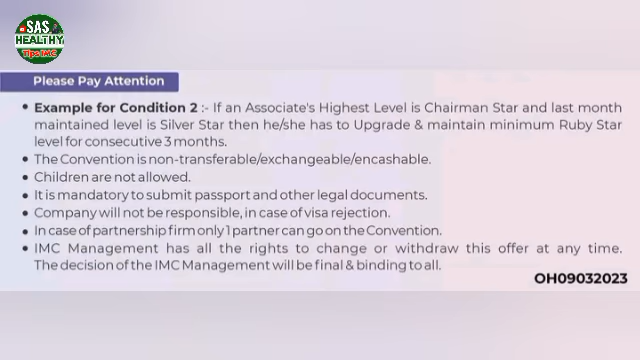 SAS
HEALTHY
Tips IMC
Please Pay Attention
• Example for Condition 2 :- If an Associate's Highest Level is Chairman Star and last month
maintained level is Silver Star then he/she has to Upgrade & maintain minimum Ruby Star
level for consecutive 3 months.
• The Convention is non-transferable/exchangeable/encashable.
• Children are not allowed.
• It is mandatory to submit passport and other legal documents.
• Company will not be responsible, in case of visa rejection.
• In case of partnership firm only 1 partner can go on the Convention.
• IMC Management has all the rights to change or withdraw this offer at any time.
The decision of the IMC Management will be final & binding to all.
OH09032023